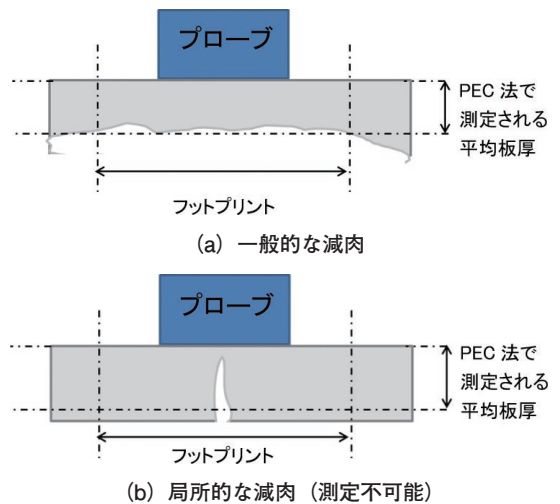 プローブ
PEC 法で
測定される
平均板厚
フットプリント
(a) 一般的な減肉
プローブ
PEC 法で
測定される
平均板厚
フットプリント
(b) 局所的な減肉（測定不可能）